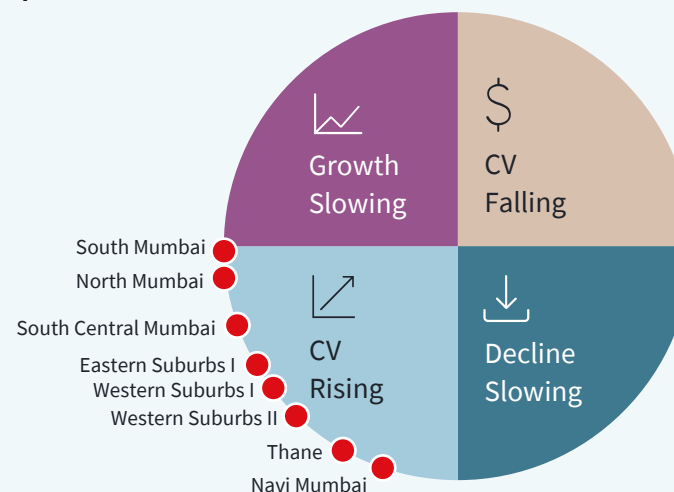 Growth
Slowing
$
CV
Falling
South Mumbai
North Mumbai
South Central Mumbai
Eastern Suburbs I
Western Suburbs I
Western Suburbs II
Thane
Navi Mumbai
CV
Rising
Decline
Slowing